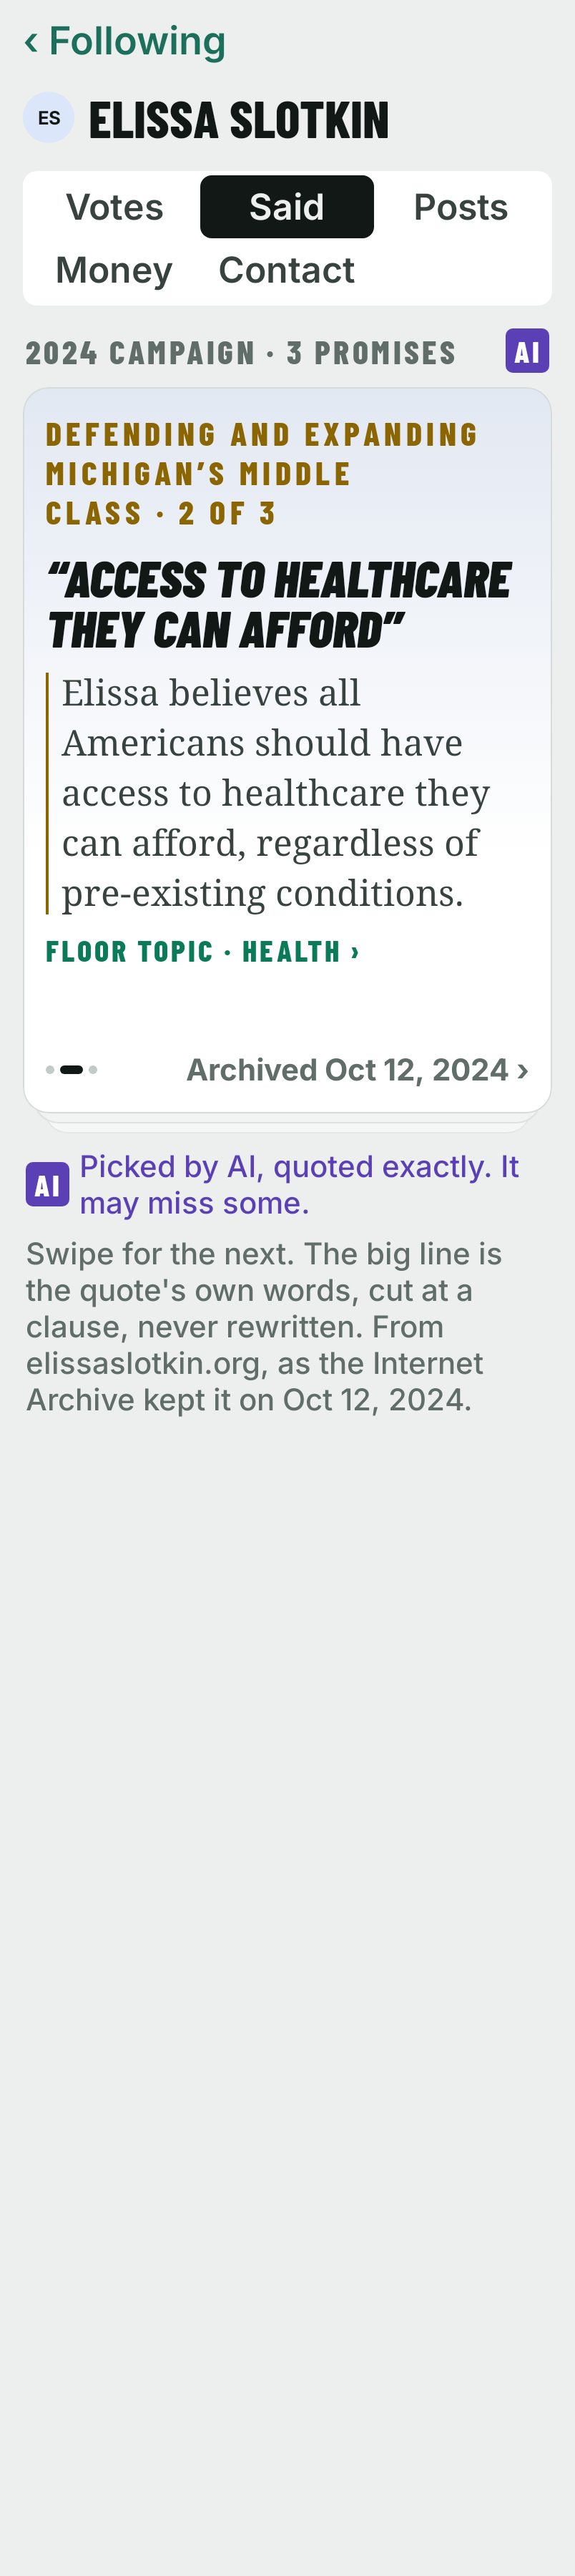 ‹ Following
ES ELISSA SLOTKIN
Votes Said Posts
Money Contact
2024 CAMPAIGN · 3 PROMISES AI
DEFENDING AND EXPANDING
MICHIGAN’S MIDDLE
CLASS · 2 OF 3
“ACCESS TO HEALTHCARE
THEY CAN AFFORD”
Elissa believes all
Americans should have
access to healthcare they
can afford, regardless of
pre-existing conditions.
FLOOR TOPIC · HEALTH ›
Archived Oct 12, 2024 ›
AI Picked by AI, quoted exactly. It
may miss some.
Swipe for the next. The big line is
the quote's own words, cut at a
clause, never rewritten. From
elissaslotkin.org, as the Internet
Archive kept it on Oct 12, 2024.